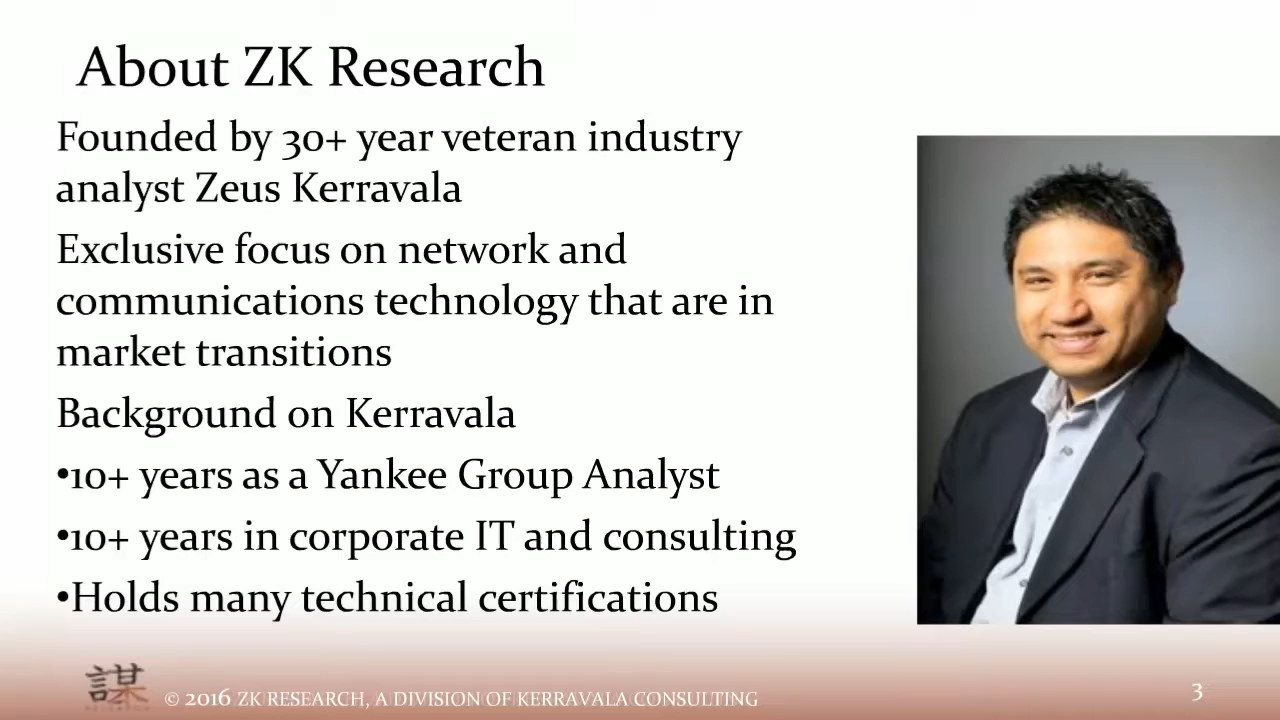 About ZK Research
Founded by 30+ year veteran industry
analyst Zeus Kerravala
Exclusive focus on network and
communications technology that are in
market transitions
Background on Kerravala
•10+ years as a Yankee Group Analyst
•10+ years in corporate IT and consulting
•Holds many technical certifications
謀
© 2016 ZK RESEARCH, A DIVISION OF KERRAVALA CONSULTING
3